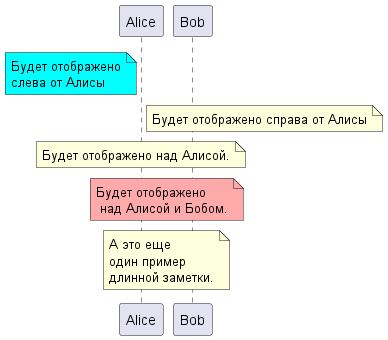 Alice Bob
Будет отображено
слева от Алисы
Будет отображено справа от Алисы
Будет отображено над Алисой.
Будет отображено
над Алисой и Бобом.
А это еще
один пример
длинной заметки.
Alice Bob